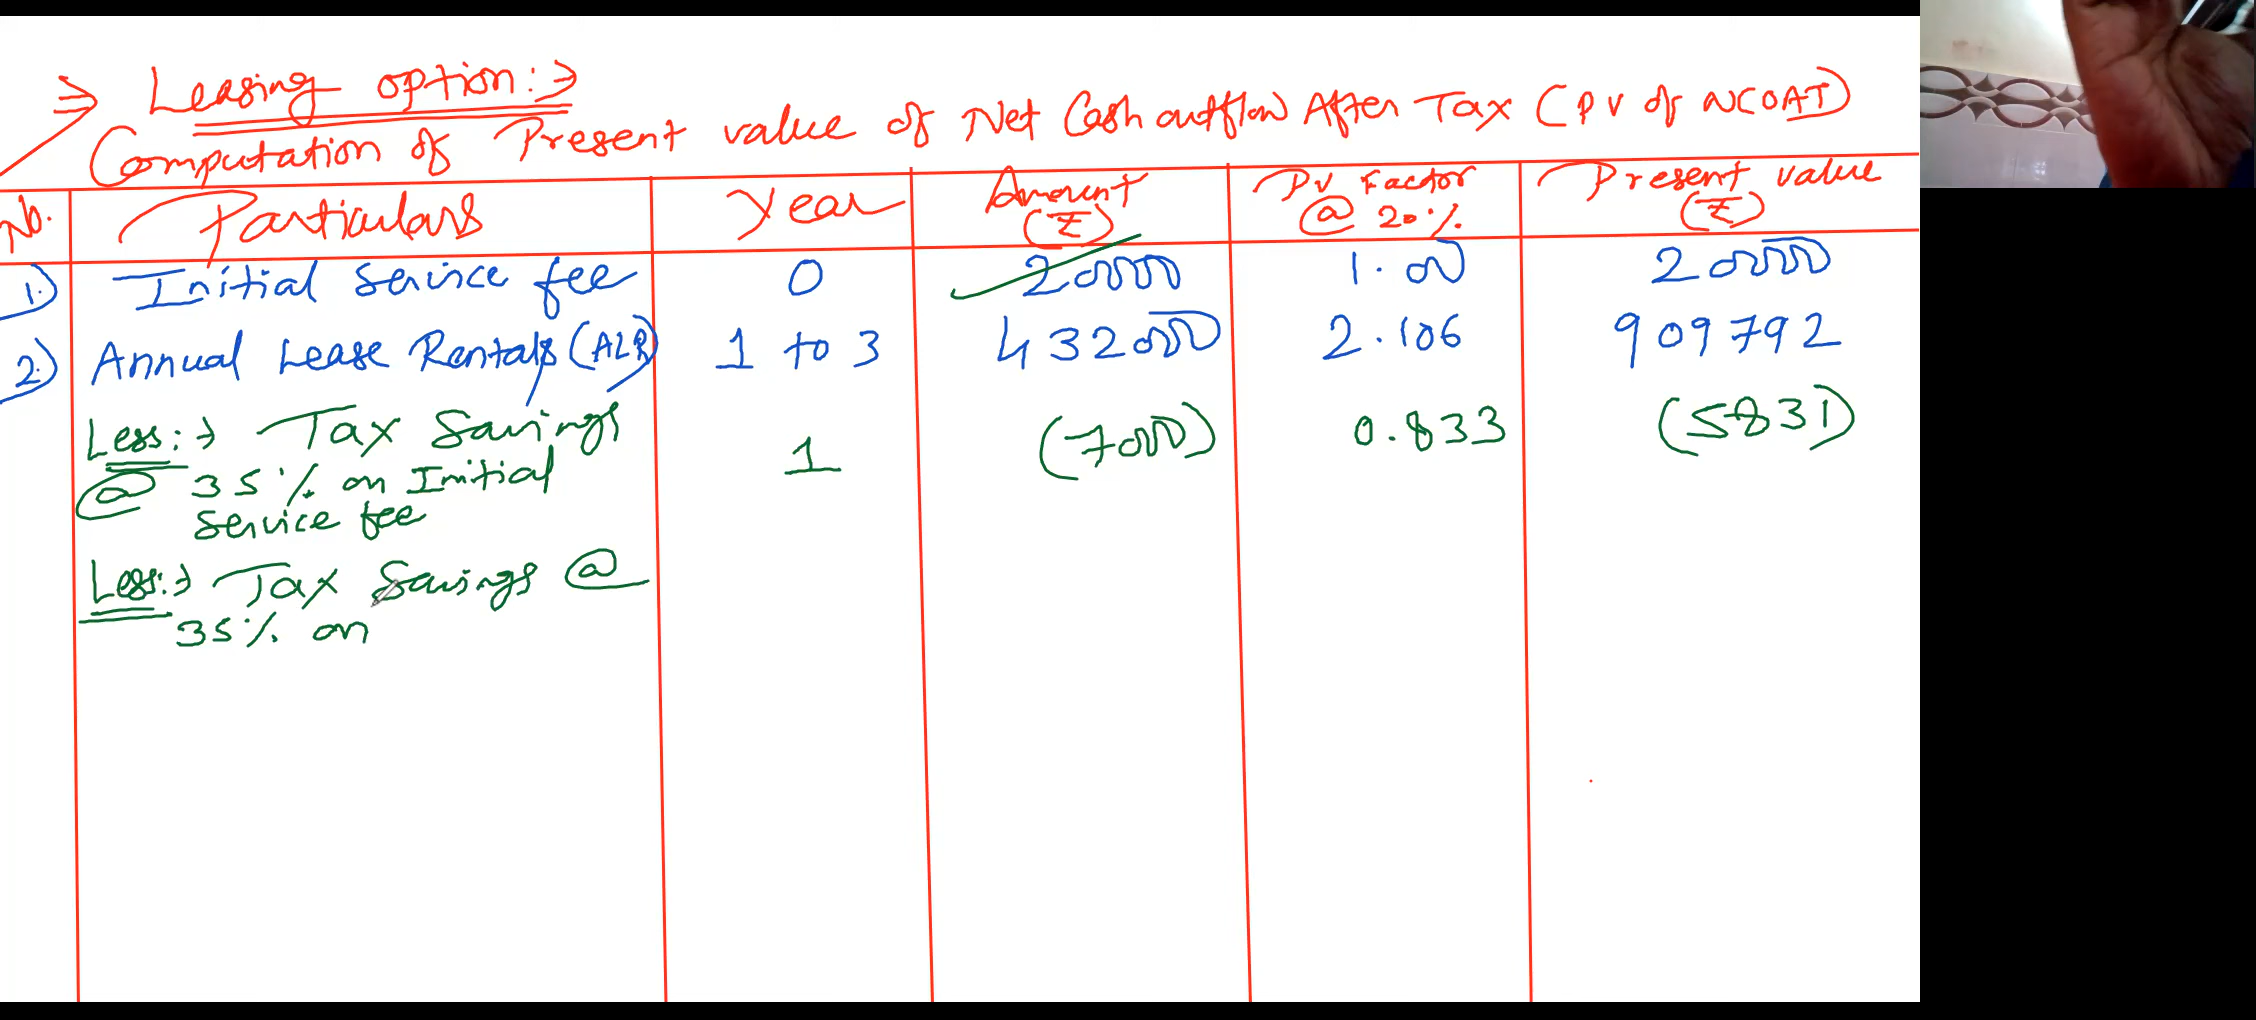 ⇒ Leasing option:→
Computation of Present value of Net Cash outflow After Tax (PV of NCOAT)
No. Particulars Year Amount (₹) PV Factor @ 20% Present value (₹)
1.) Initial Service fee 0 20000 1.00 20000
2.) Annual Lease Rentals (ALR) 1 to 3 432000 2.106 909792
Less:→ Tax Savings @ 35% on Initial Service fee 1 (7000) 0.833 (5831)
Less:→ Tax Savings @
35% on